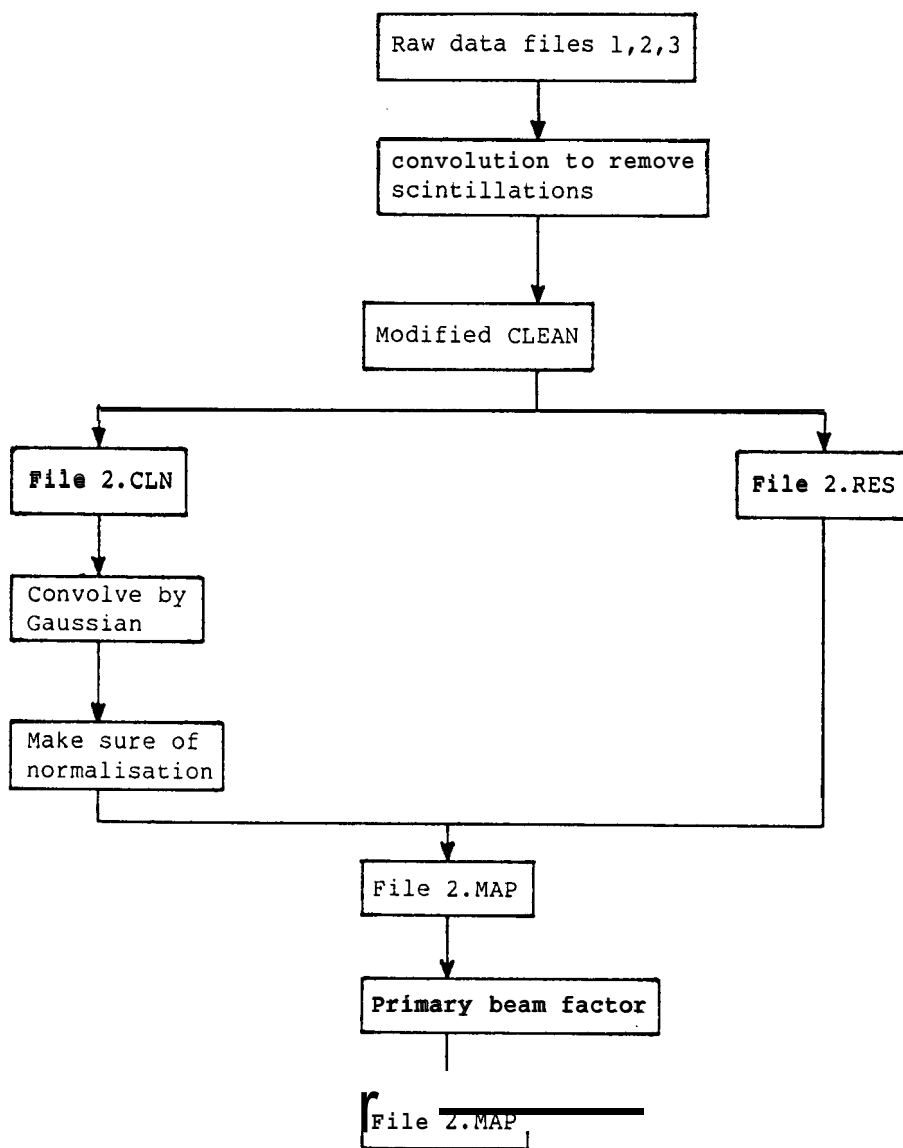 Raw data files 1,2,3
convolution to remove
scintillations
Modified CLEAN
File 2.CLN
File 2.RES
Convolve by
Gaussian
Make sure of
normalisation
File 2.MAP
Primary beam factor
File 2.MAP